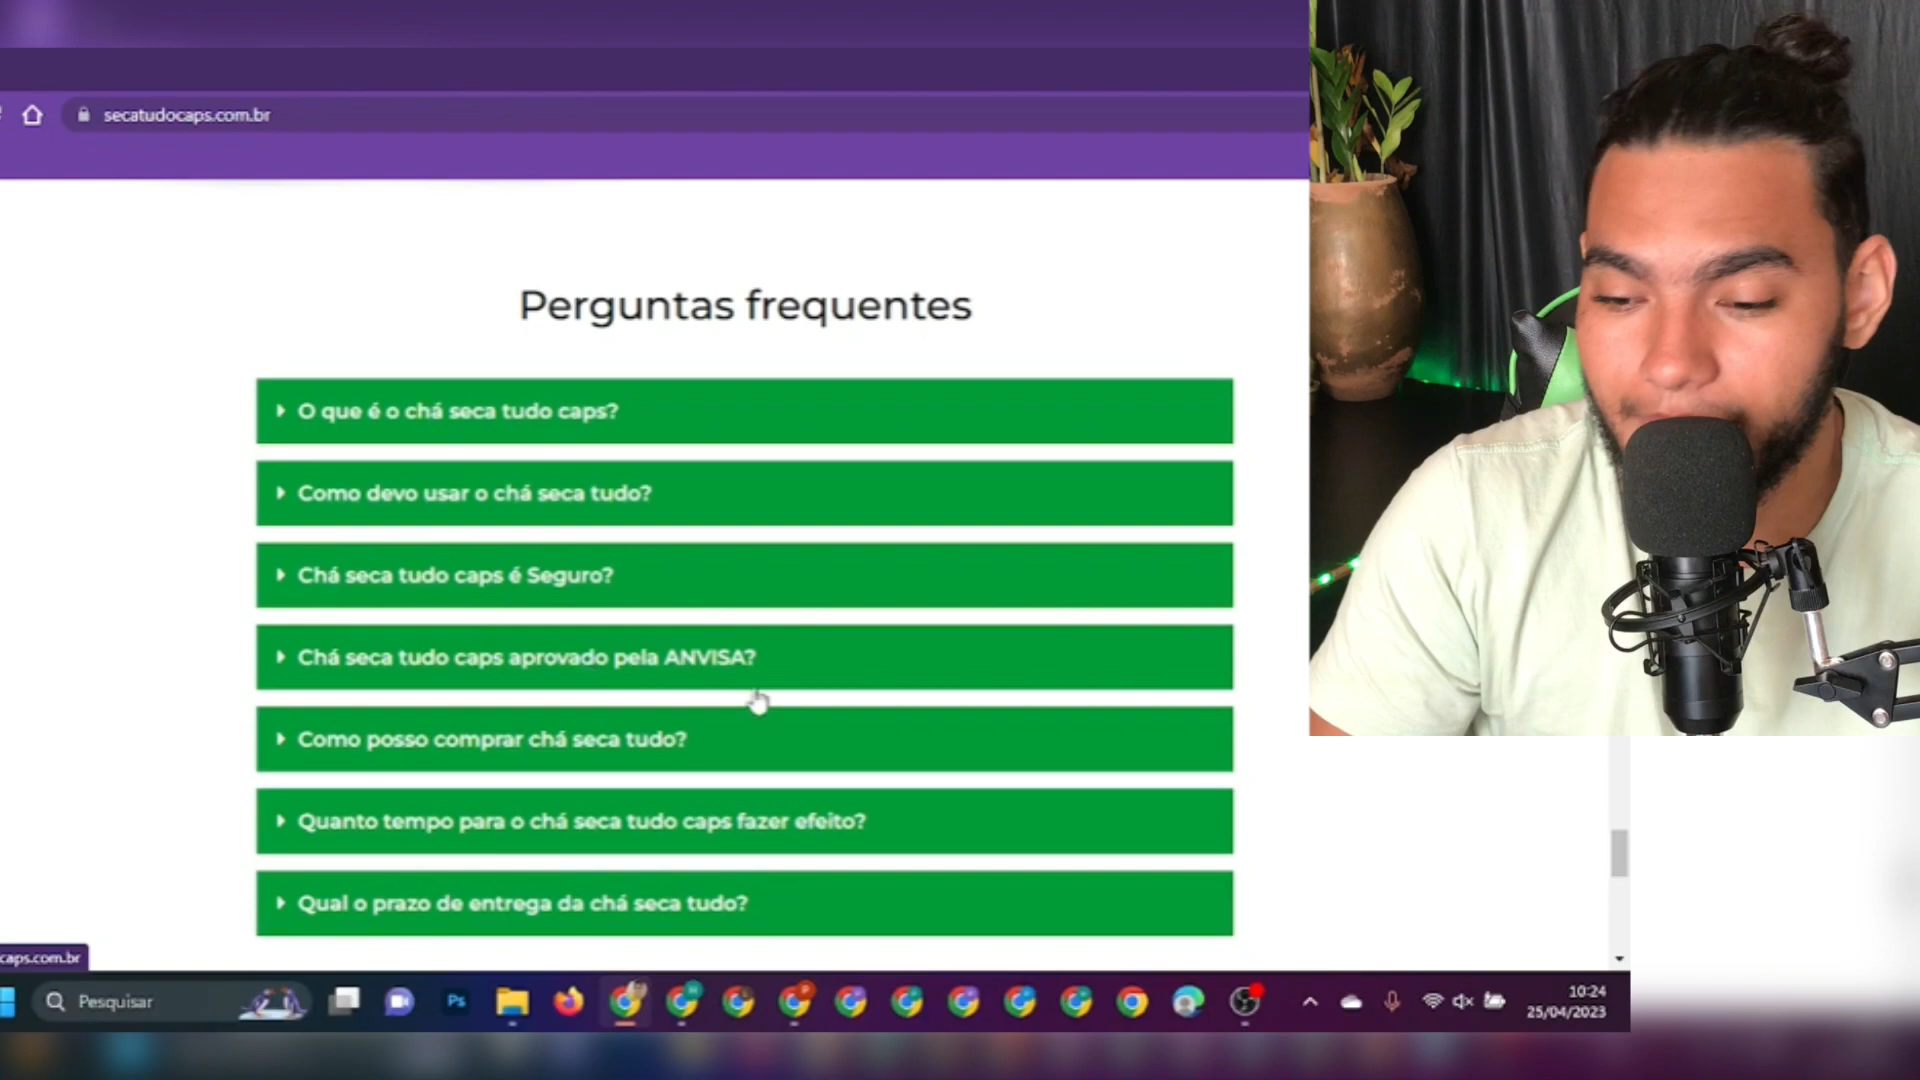 secatudocaps.com.br
Perguntas frequentes
O que é o chá seca tudo caps?
Como devo usar o chá seca tudo?
Chá seca tudo caps é Seguro?
Chá seca tudo caps aprovado pela ANVISA?
Como posso comprar chá seca tudo?
Quanto tempo para o chá seca tudo caps fazer efeito?
Qual o prazo de entrega da chá seca tudo?
caps.com.br
Pesquisar
Ps
10:24
25/04/2023